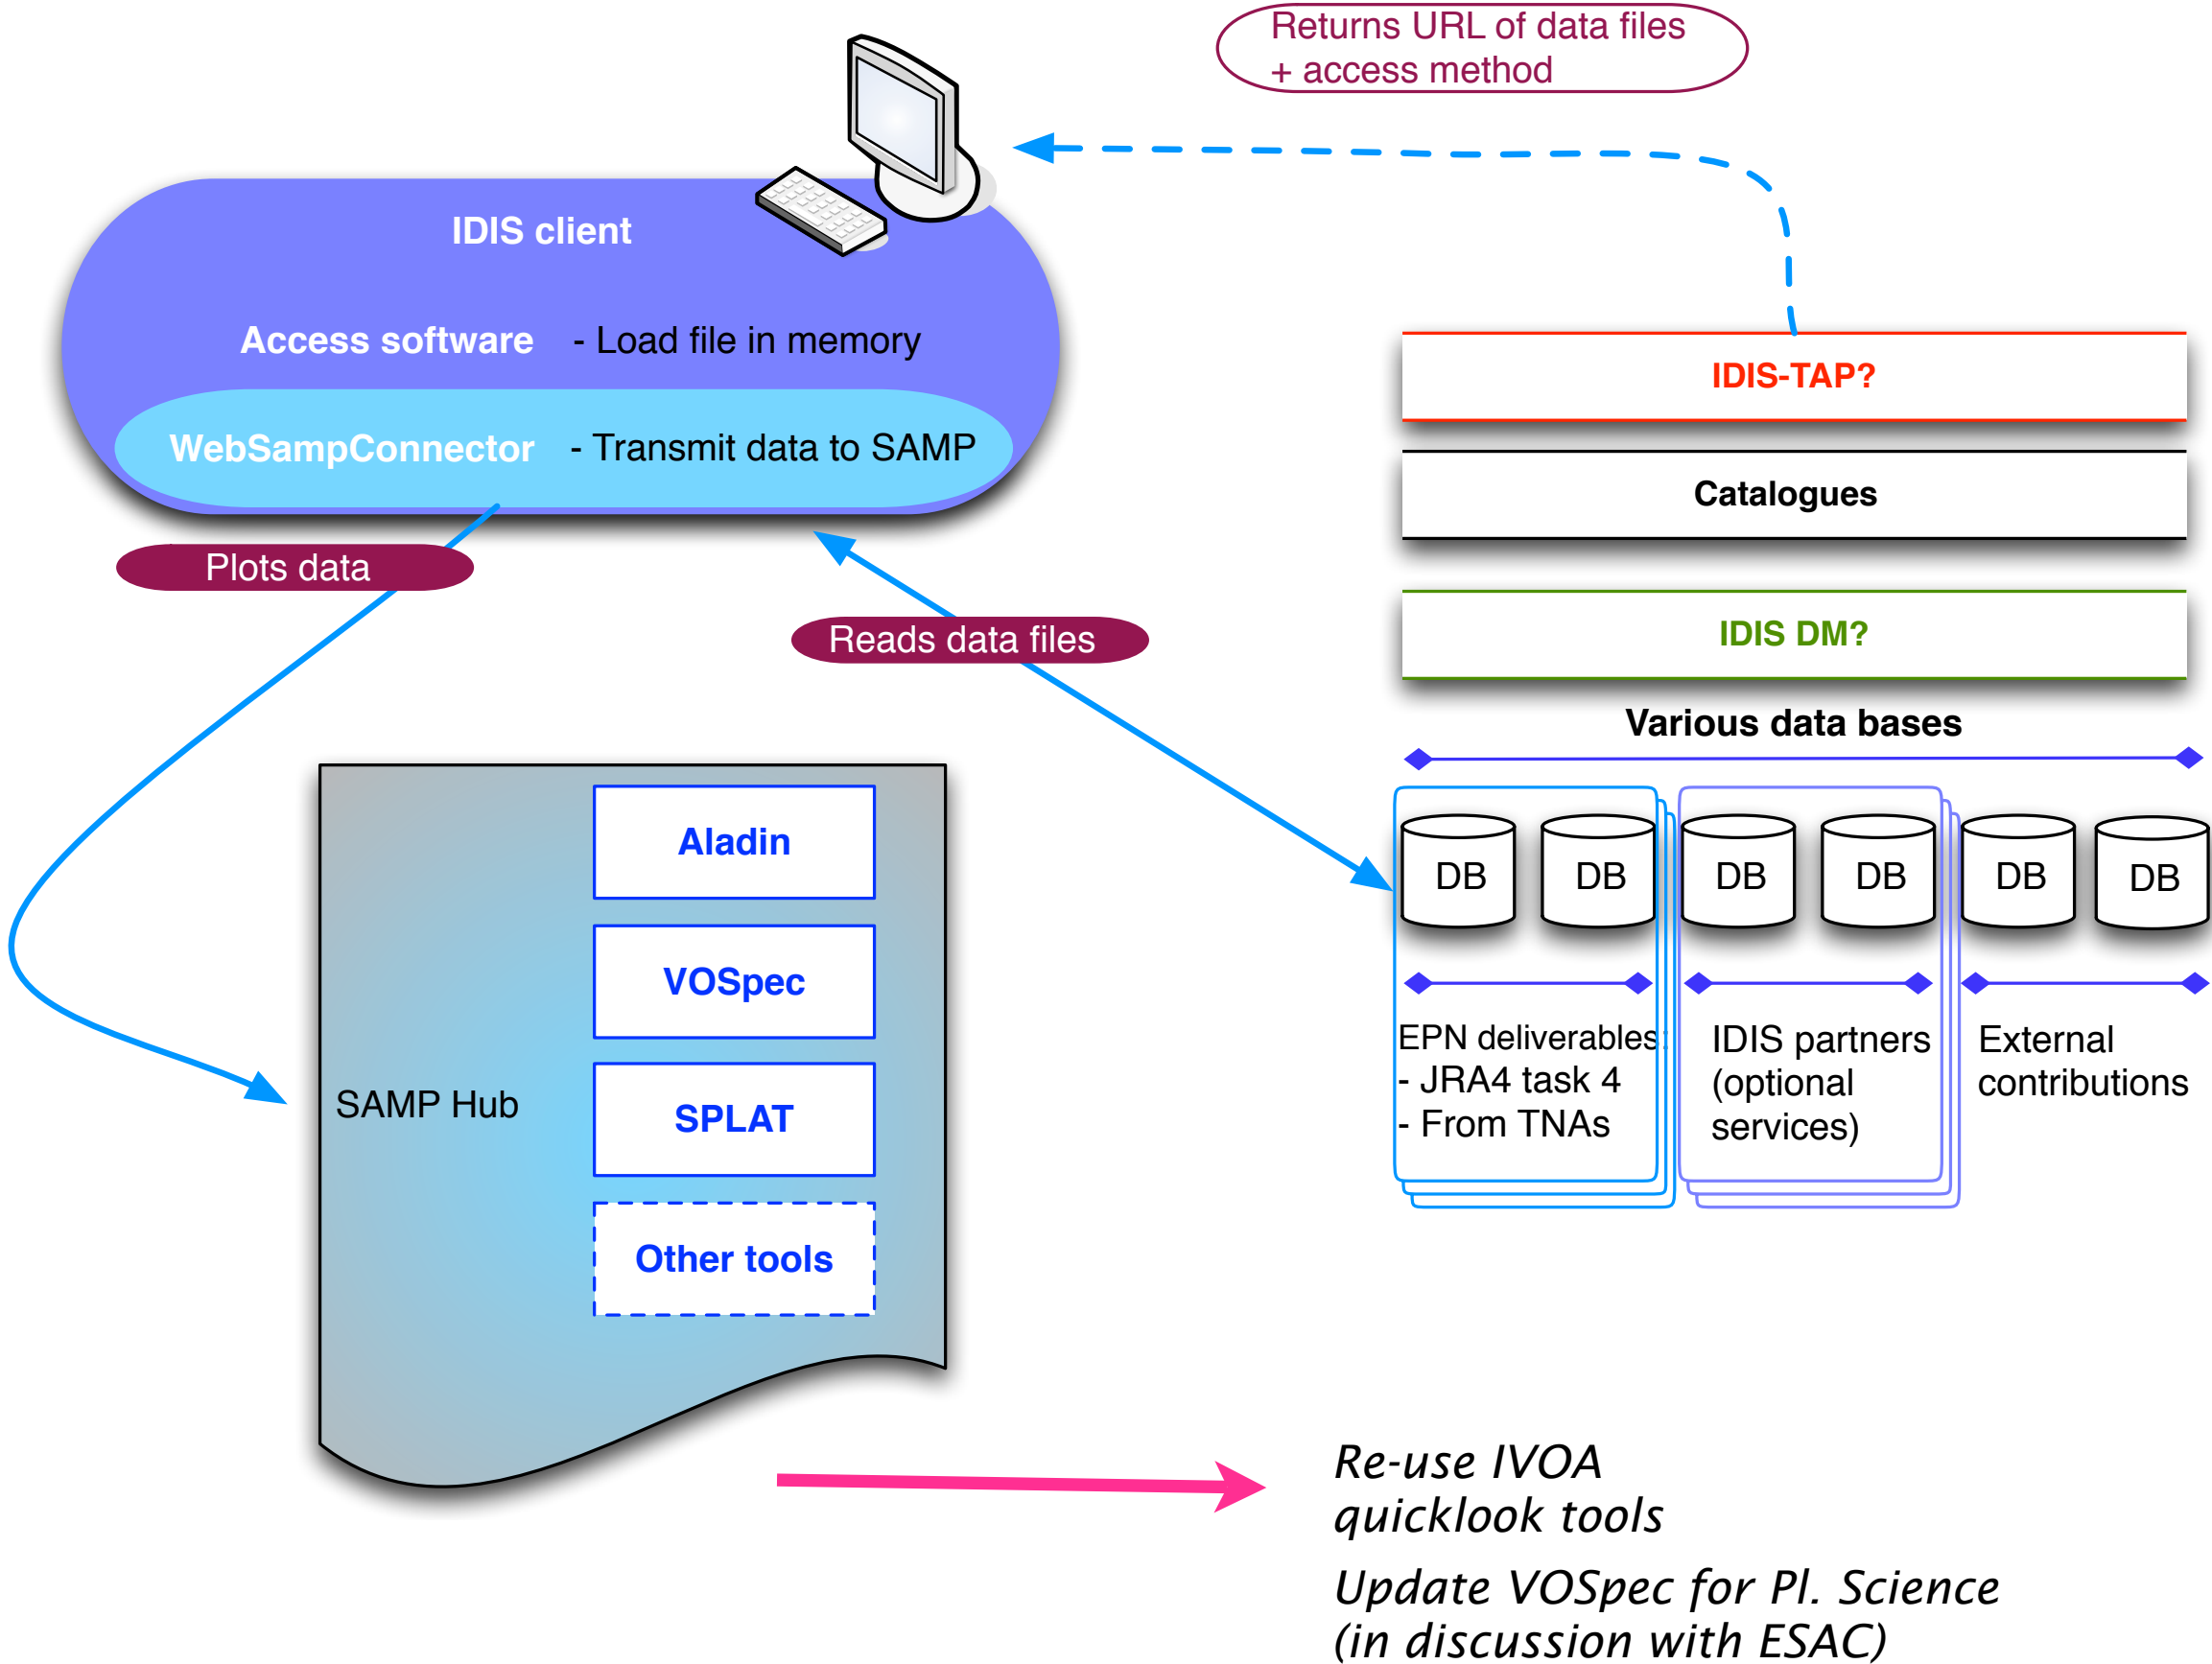 Returns URL of data files
+ access method
IDIS client
Access software - Load file in memory
WebSampConnector - Transmit data to SAMP
Plots data
Reads data files
IDIS-TAP?
Catalogues
IDIS DM?
Various data bases
DB DB DB DB DB DB
EPN deliverables:
- JRA4 task 4
- From TNAs
IDIS partners
(optional
services)
External
contributions
SAMP Hub
Aladin
VOSpec
SPLAT
Other tools
Re-use IVOA
quicklook tools
Update VOSpec for Pl. Science
(in discussion with ESAC)